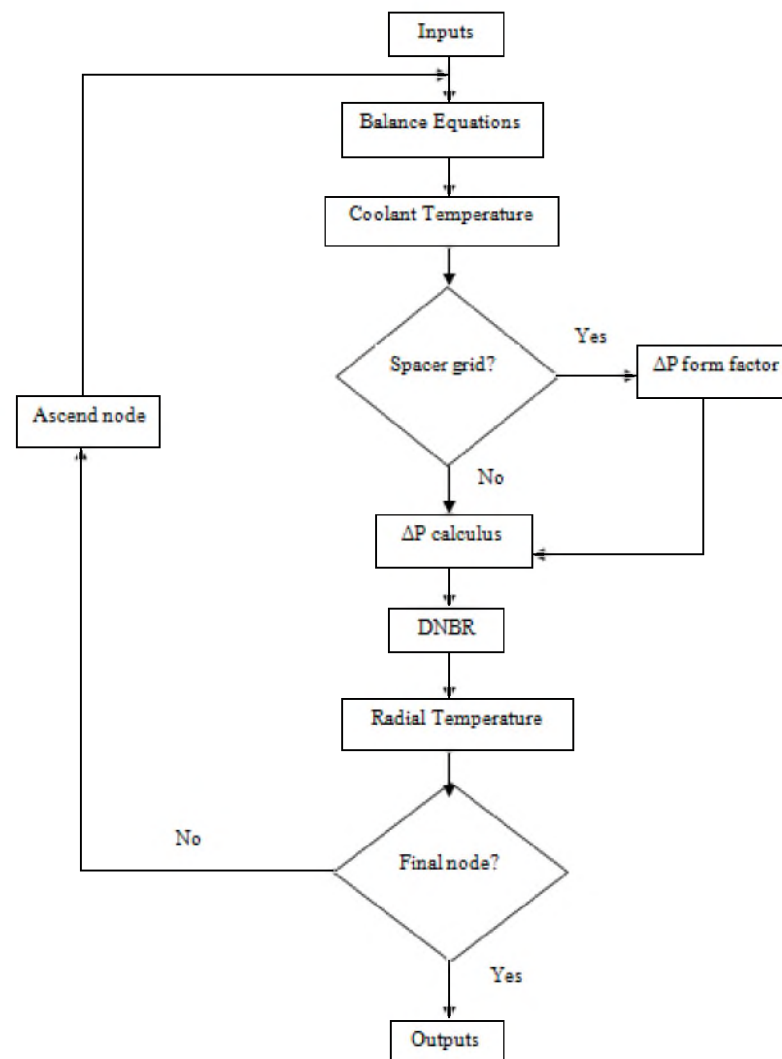 Inputs
Balance Equations
Coolant Temperature
Spacer grid?
Yes
ΔP form factor
Ascend node
No
ΔP calculus
DNBR
Radial Temperature
No
Final node?
Yes
Outputs